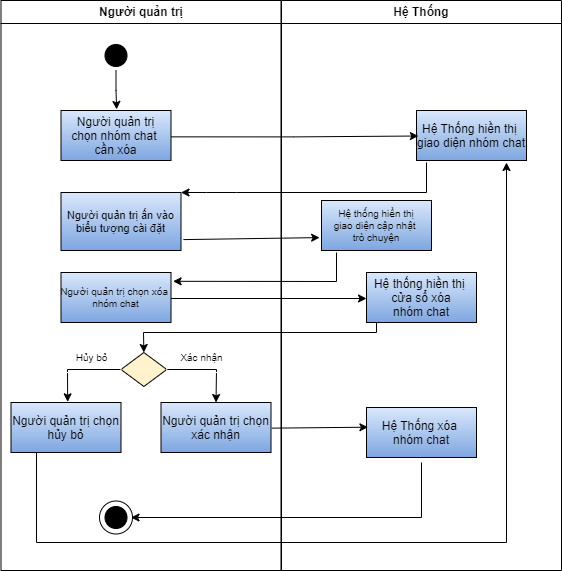 Người quản trị
Hệ Thống
Người quản trị
chọn nhóm chat
cần xóa
Hệ Thống hiển thị
giao diện nhóm chat
Người quản trị ấn vào
biểu tượng cài đặt
Hệ thống hiển thị
giao diện cập nhật
trò chuyện
Người quản trị chọn xóa
nhóm chat
Hệ thống hiển thị
cửa sổ xóa
nhóm chat
Hủy bỏ
Xác nhận
Người quản trị chọn
hủy bỏ
Người quản trị chọn
xác nhận
Hệ Thống xóa
nhóm chat